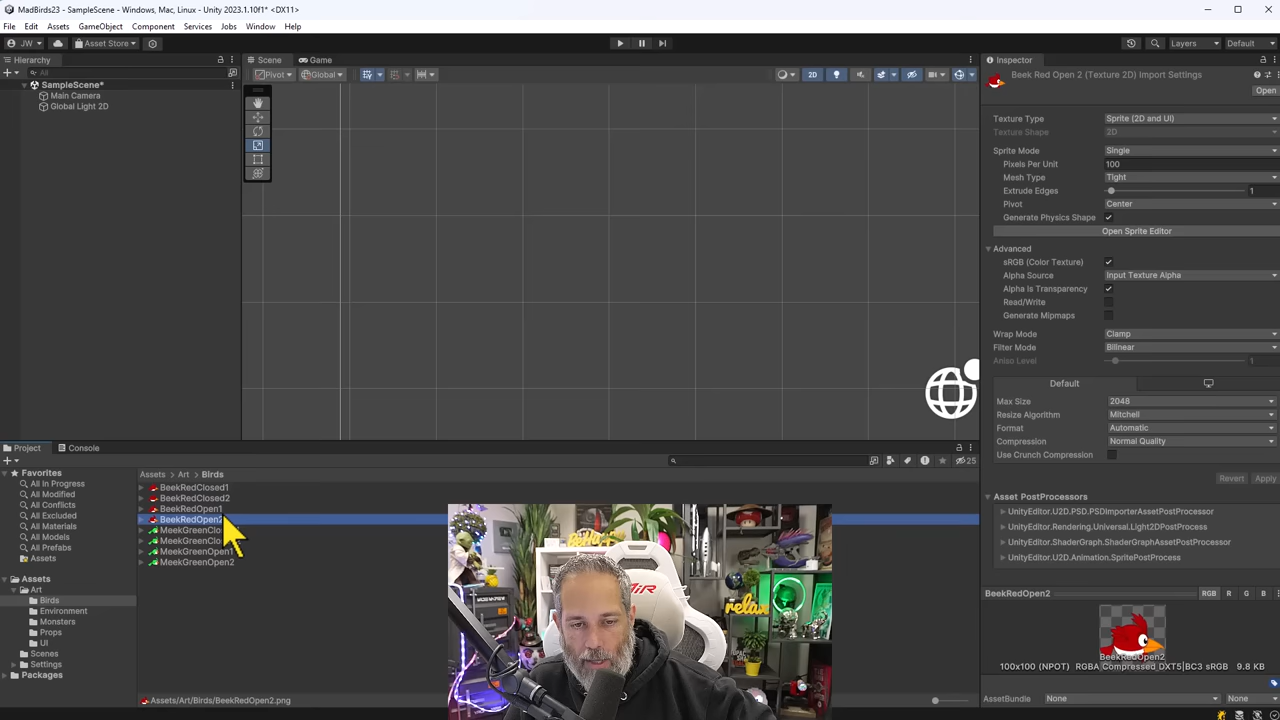 MadBirds23 - SampleScene - Windows, Mac, Linux - Unity 2023.1.10f1* <DX11>
File Edit Assets GameObject Component Services Jobs Window Help
JW Asset Store Layers Default
Hierarchy
All
SampleScene*
Main Camera
Global Light 2D
Scene Game
Pivot Global 2D
Inspector
Beek Red Open 2 (Texture 2D) Import Settings
Open
Texture Type Sprite (2D and UI)
Texture Shape 2D
Sprite Mode Single
Pixels Per Unit 100
Mesh Type Tight
Extrude Edges 1
Pivot Center
Generate Physics Shape
Open Sprite Editor
Advanced
sRGB (Color Texture)
Alpha Source Input Texture Alpha
Alpha Is Transparency
Read/Write
Generate Mipmaps
Wrap Mode Clamp
Filter Mode Bilinear
Aniso Level 1
Default
Max Size 2048
Resize Algorithm Mitchell
Format Automatic
Compression Normal Quality
Use Crunch Compression
Revert Apply
Asset PostProcessors
UnityEditor.U2D.PSD.PSDImporterAssetPostProcessor
UnityEditor.Rendering.Universal.Light2DPostProcessor
UnityEditor.ShaderGraph.ShaderGraphAssetPostProcessor
UnityEditor.U2D.Animation.SpritePostProcess
BeekRedOpen2 RGB R G B
BeekRedOpen2
100x100 (NPOT) RGBA Compressed DXT5|BC3 sRGB 9.8 KB
AssetBundle None None
Project Console
25
Favorites
All In Progress
All Modified
All Conflicts
All Excluded
All Materials
All Models
All Prefabs
Assets
Assets
Art
Birds
Environment
Monsters
Props
UI
Scenes
Settings
Packages
Assets Art Birds
BeekRedClosed1
BeekRedClosed2
BeekRedOpen1
BeekRedOpen2
MeekGreenClo
MeekGreenClo
MeekGreenOpen1
MeekGreenOpen2
Assets/Art/Birds/BeekRedOpen2.png
relax